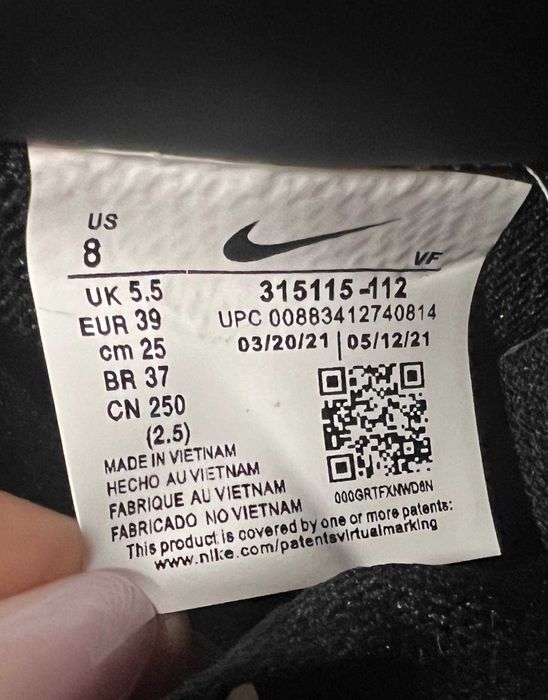 US
8
VF
UK 5.5
EUR 39
cm 25
BR 37
CN 250
(2.5)
315115-112
UPC 00883412740814
03/20/21 | 05/12/21
000GRTFXNWD8N
MADE IN VIETNAM
HECHO AU VIETNAM
FABRIQUE AU VIETNAM
FABRICADO NO VIETNAM
This product is covered by one or more patents:
www.nike.com/patentsvirtualmarking